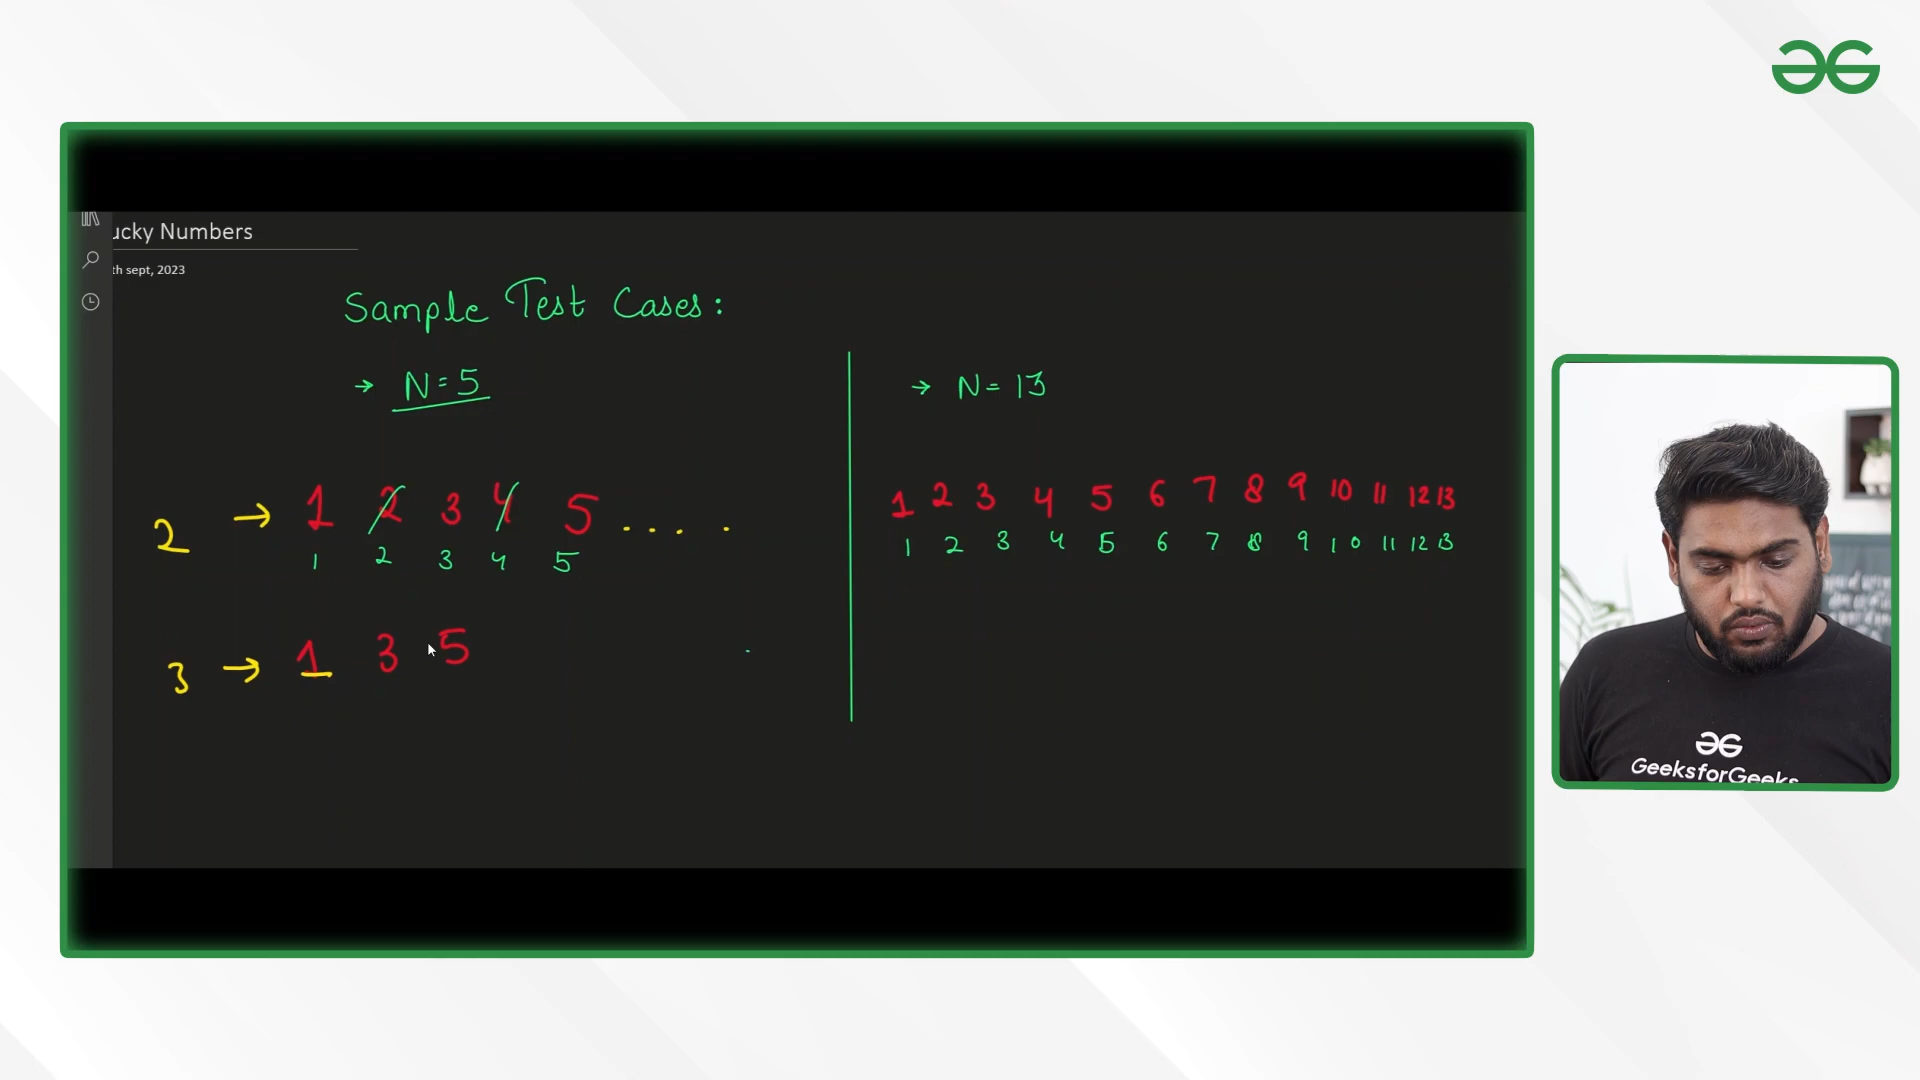 ucky Numbers
th sept, 2023
Sample Test Cases:
→ N=5
2 → 1 2 3 4 5 . . . .
1 2 3 4 5
3 → 1 3 5
→ N= 13
1 2 3 4 5 6 7 8 9 10 11 12 13
1 2 3 4 5 6 7 8 9 10 11 12 13
GeeksforGeeks